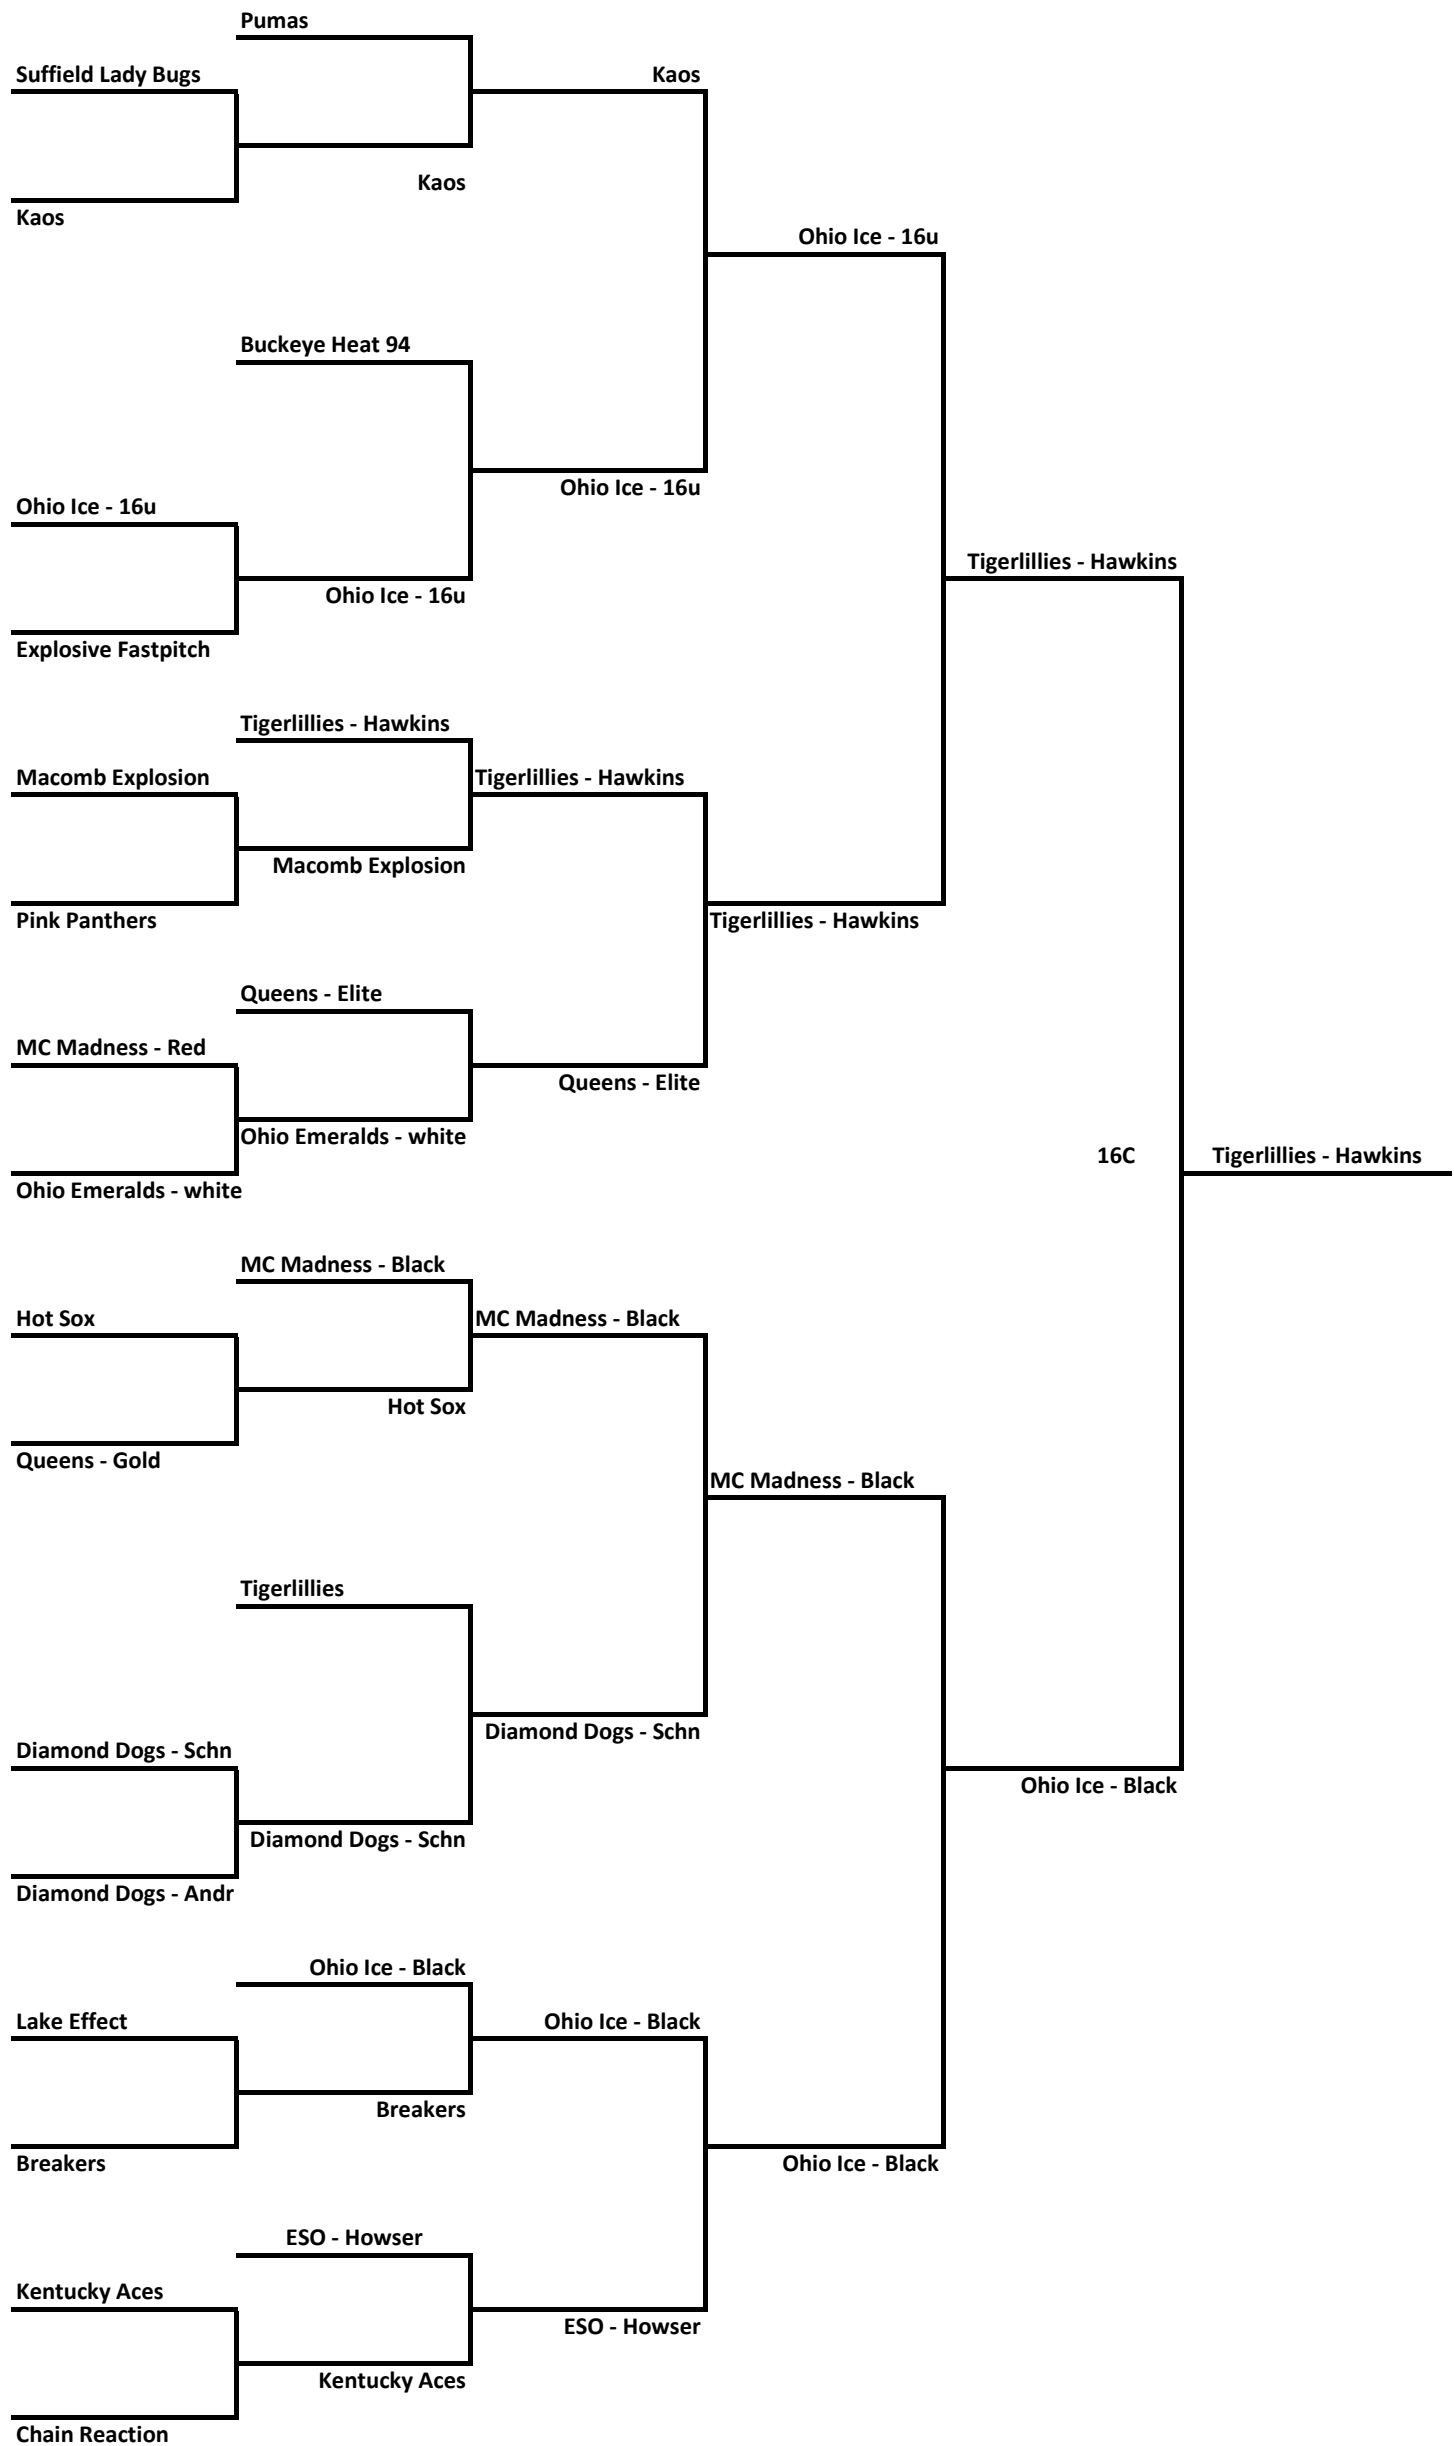 Pumas
Suffield Lady Bugs
Kaos
Kaos
Kaos
Ohio Ice - 16u
Buckeye Heat 94
Ohio Ice - 16u
Ohio Ice - 16u
Tigerlillies - Hawkins
Ohio Ice - 16u
Explosive Fastpitch
Tigerlillies - Hawkins
Macomb Explosion
Tigerlillies - Hawkins
Macomb Explosion
Pink Panthers
Tigerlillies - Hawkins
Queens - Elite
MC Madness - Red
Queens - Elite
Ohio Emeralds - white
16C
Tigerlillies - Hawkins
Ohio Emeralds - white
MC Madness - Black
Hot Sox
MC Madness - Black
Hot Sox
Queens - Gold
MC Madness - Black
Tigerlillies
Diamond Dogs - Schn
Diamond Dogs - Schn
Ohio Ice - Black
Diamond Dogs - Schn
Diamond Dogs - Andr
Ohio Ice - Black
Lake Effect
Ohio Ice - Black
Breakers
Breakers
Ohio Ice - Black
ESO - Howser
Kentucky Aces
ESO - Howser
Kentucky Aces
Chain Reaction